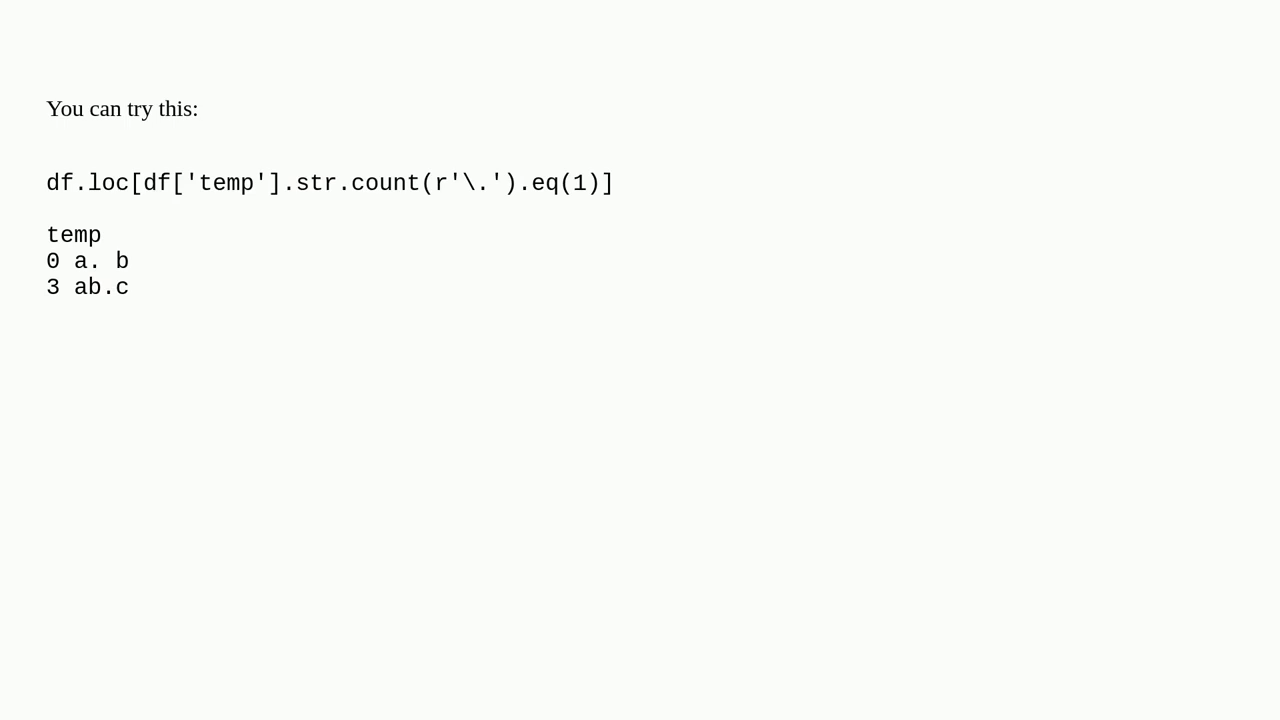 You can try this:
df.loc[df['temp'].str.count(r'\.').eq(1)]
temp
0 a. b
3 ab.c